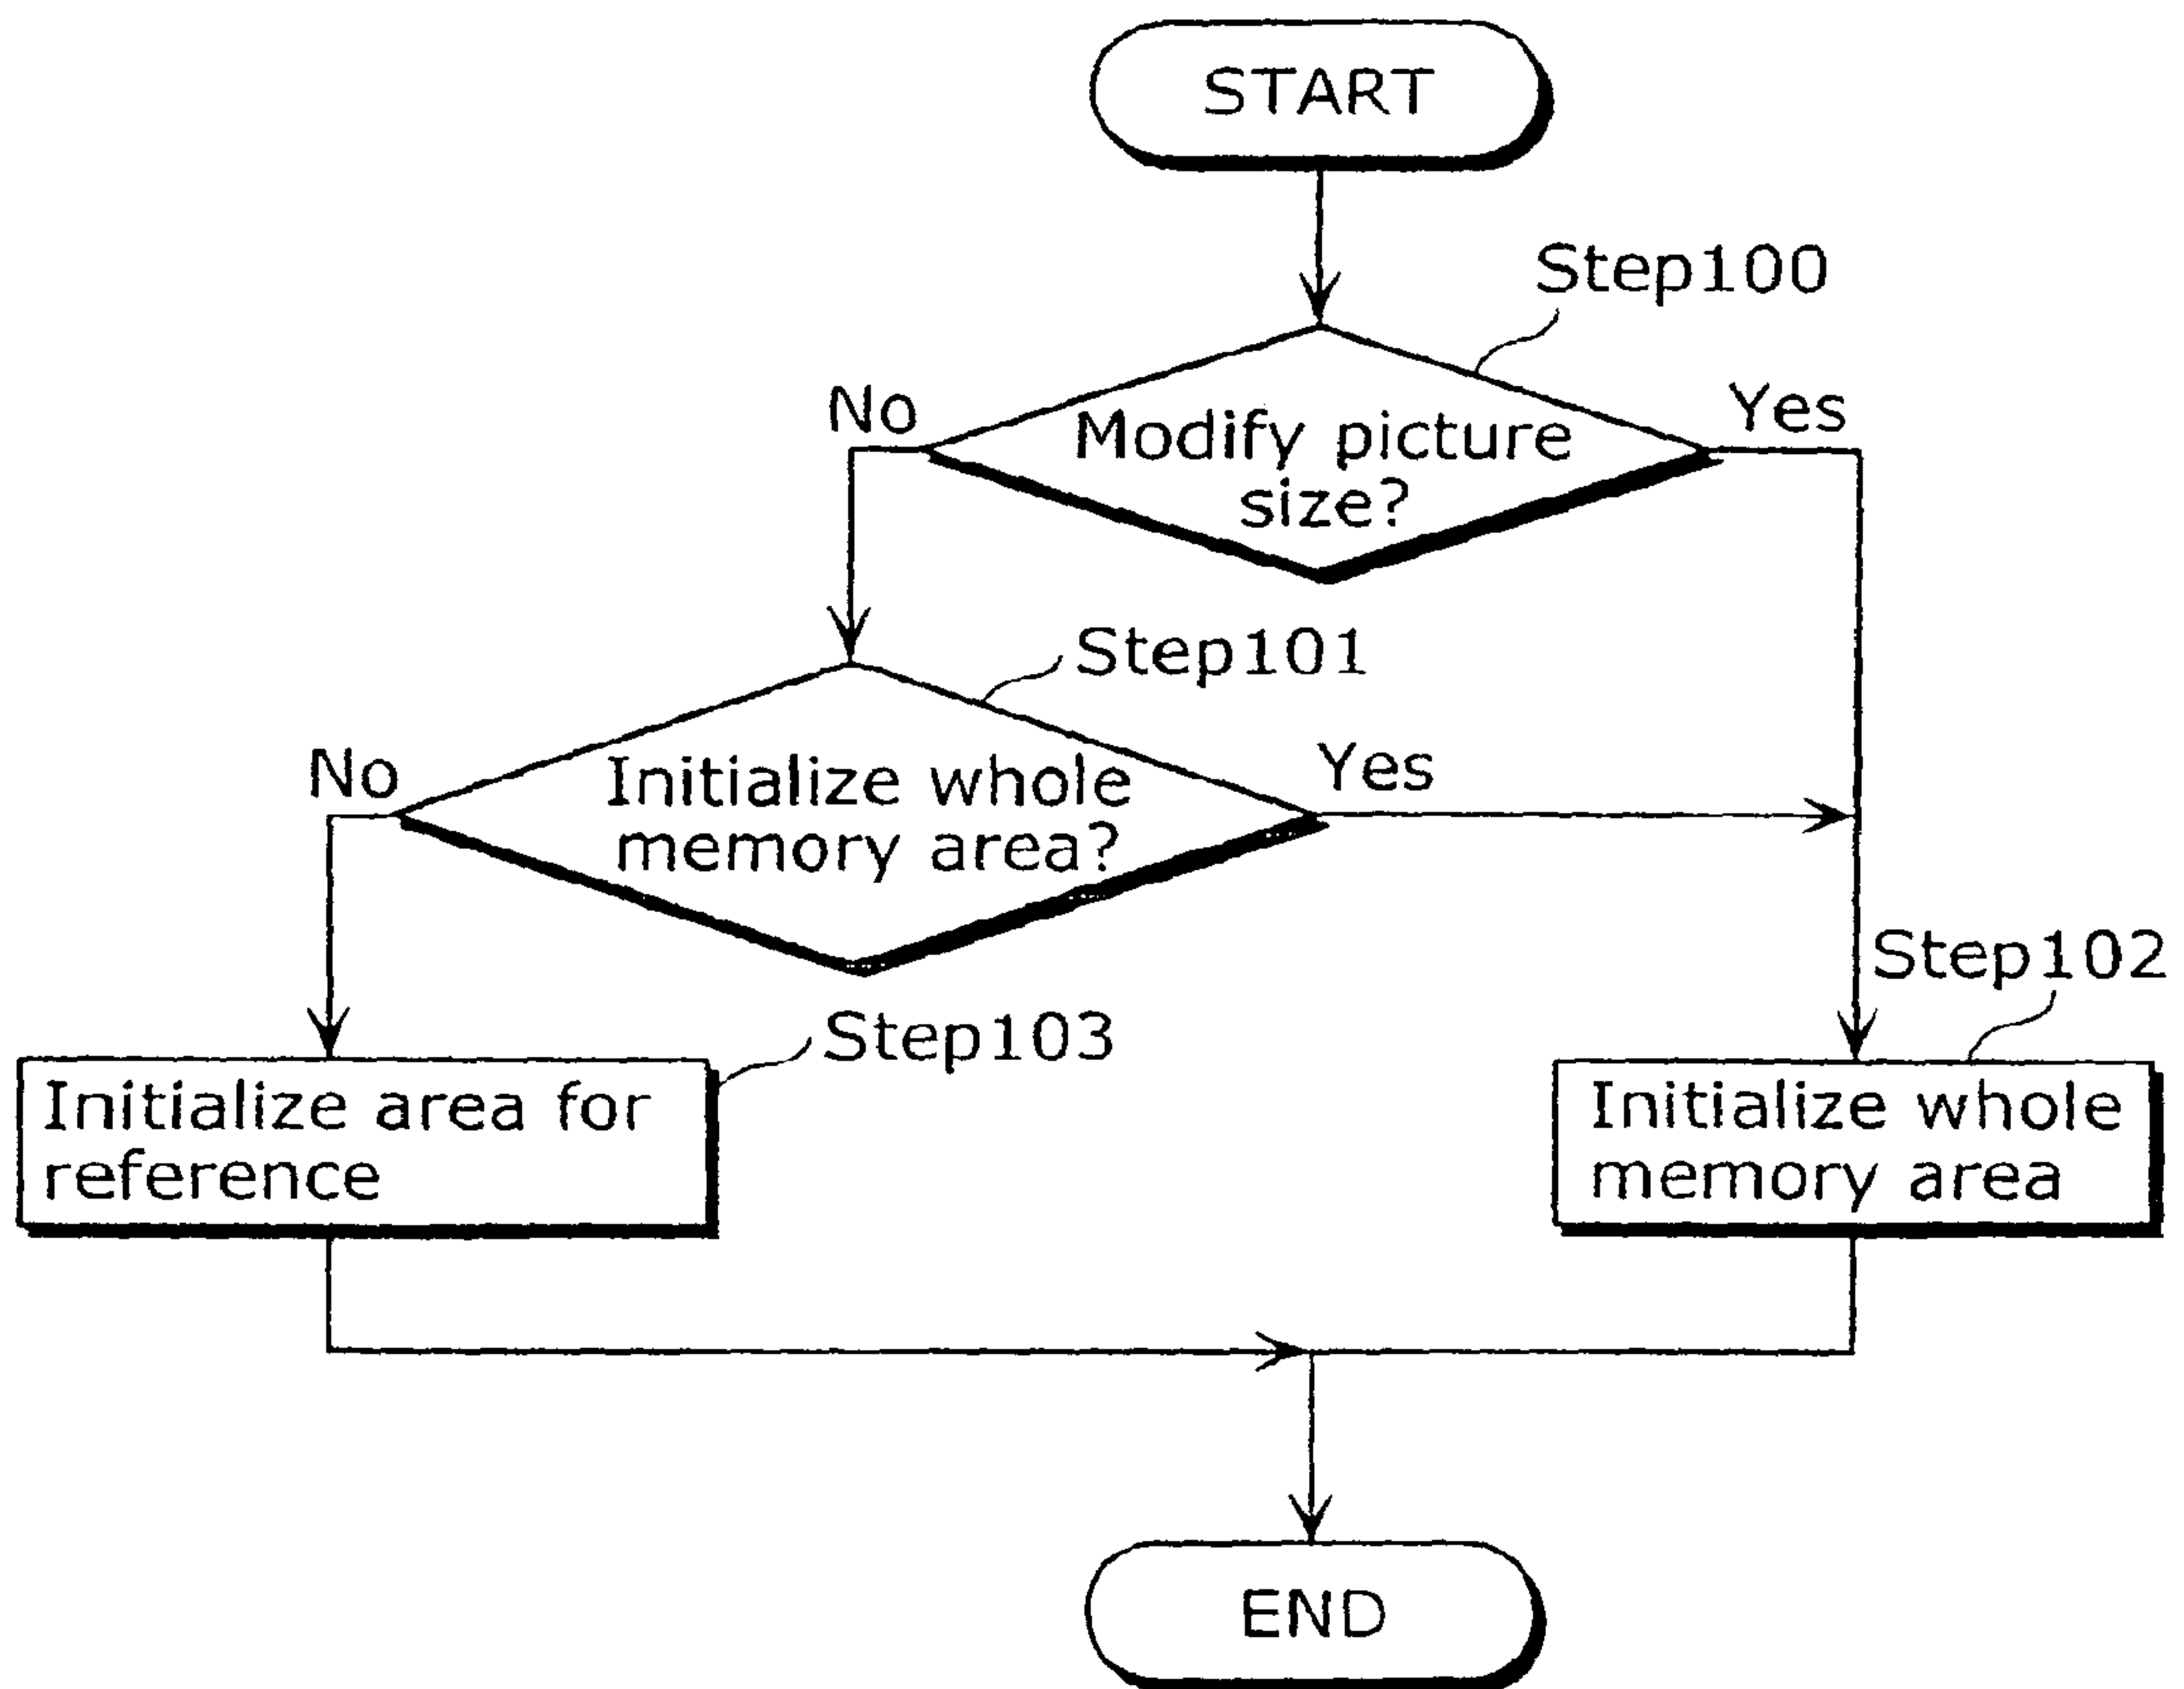 START
Step100
No
Yes
Modify picture
size?
Step101
No
Yes
Initialize whole
memory area?
Step102
Step103
Initialize area for
reference
Initialize whole
memory area
END